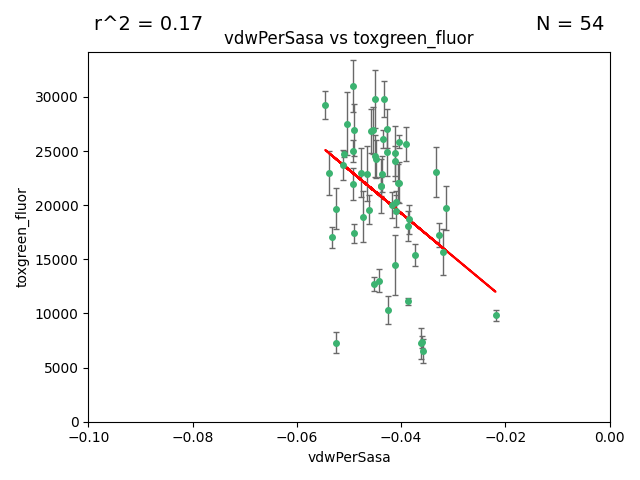 r^2 = 0.17
N = 54
vdwPerSasa vs toxgreen_fluor
toxgreen_fluor
30000
25000
20000
15000
10000
5000
0
−0.10
−0.08
−0.06
−0.04
−0.02
0.00
vdwPerSasa